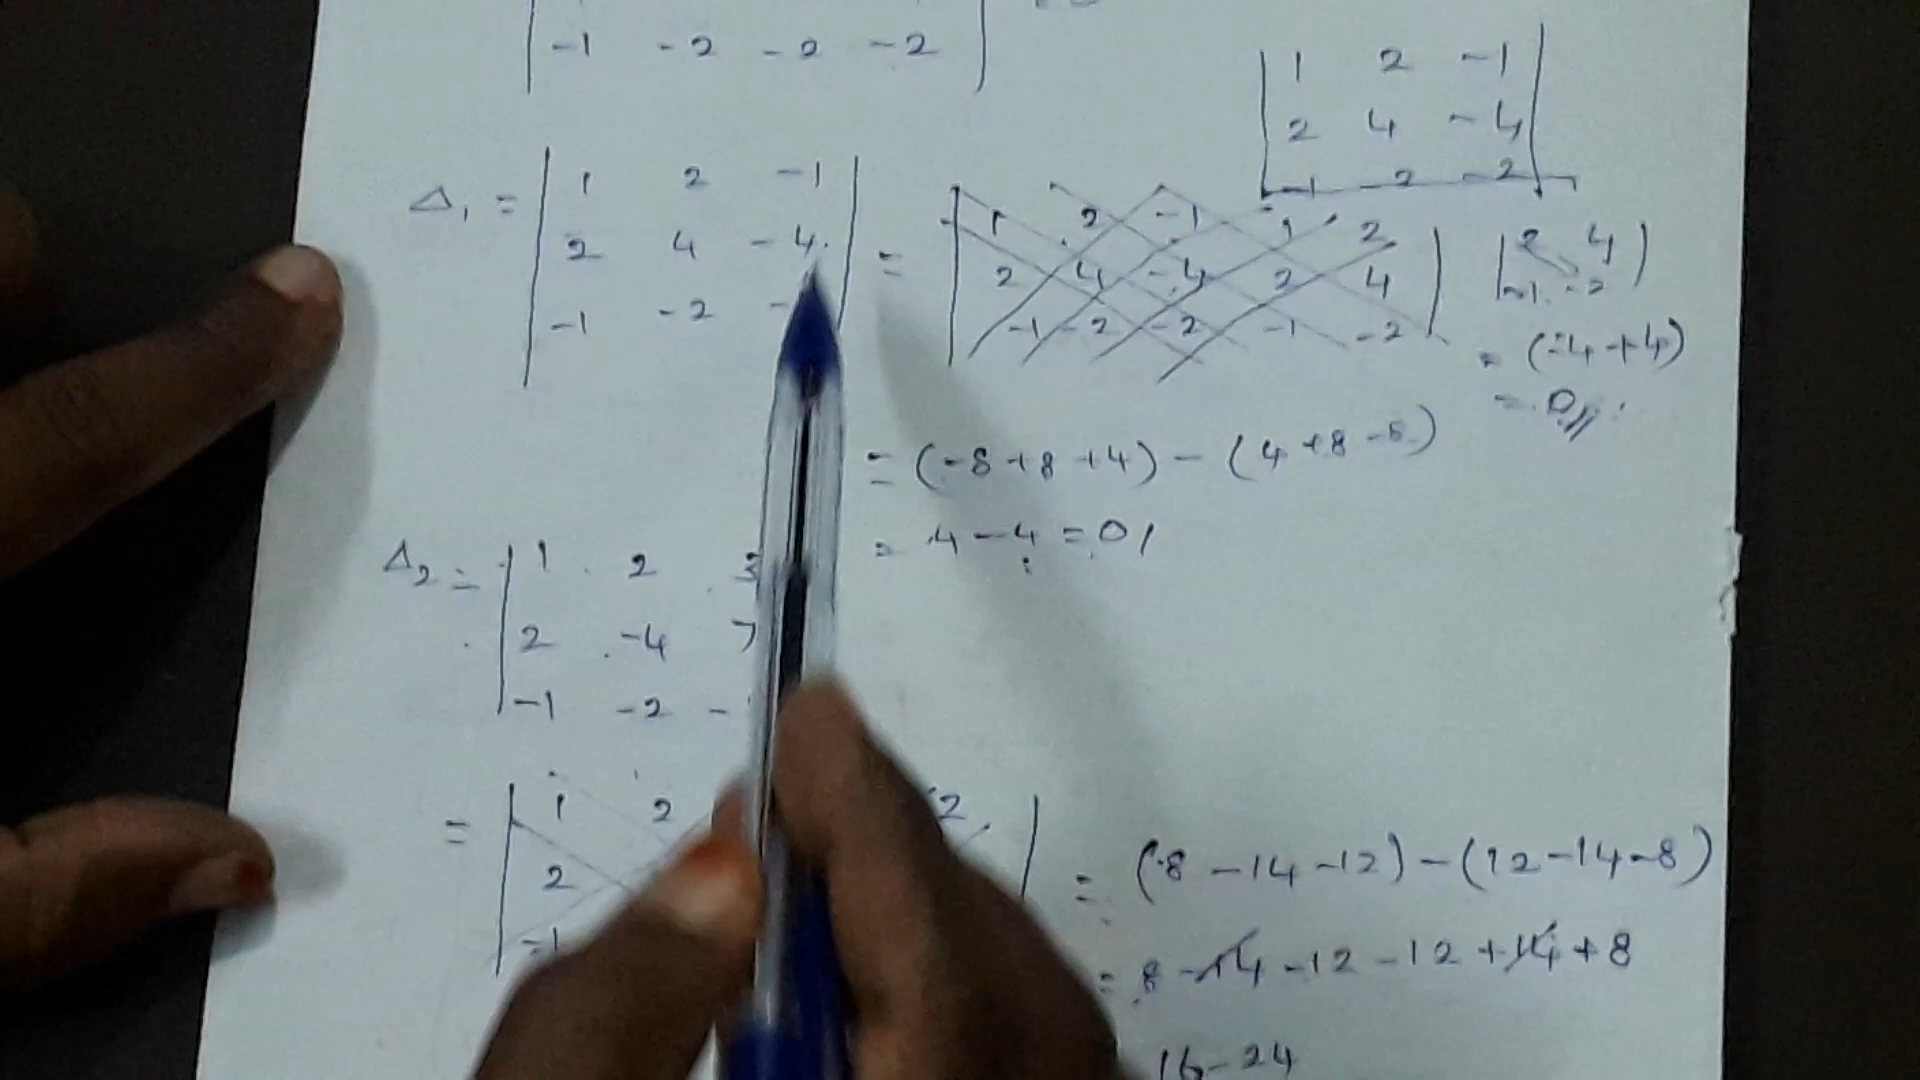 -1 -2 -2 -2
1 2 -1
2 4 -4
-1 -2 -2
Δ₁ = | 1 2 -1
2 4 -4
-1 -2 - |
= | 1 2 -1 1 2
2 4 -4 2 4
-1 -2 -2 -1 -2 |
| 2 4
-1 -2 |
= (-4+4)
= 0//
= (-8+8+4) - (4+8-8)
= 4-4 = 0/
Δ₂ = | 1 2 3
2 -4 7
-1 -2 -
= | 1 2 2
2
-1 |
= (8-14-12)-(12-14-8)
= 8-14-12-12+14+8
16-24